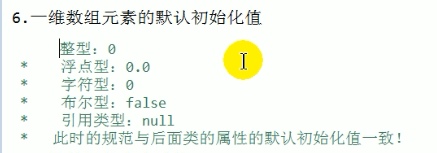 6.一维数组元素的默认初始化值
整型: 0
* 浮点型: 0.0
* 字符型: 0
* 布尔型: false
* 引用类型: null
* 此时的规范与后面类的属性的默认初始化值一致！